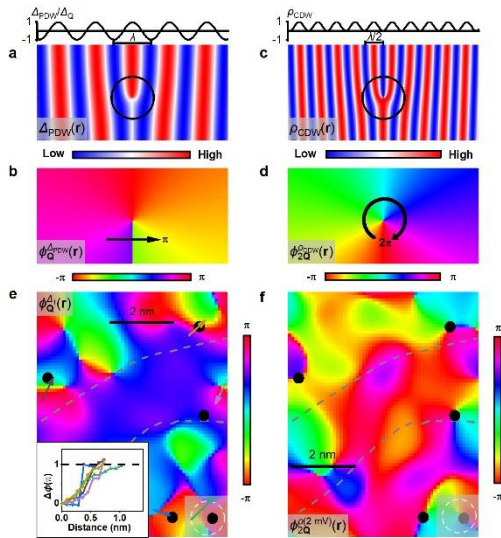 Δ_PDW/Δ_Q
1
-1
λ
a
Δ_PDW(r)
Low High
b
ϕ_Q^Δ_PDW(r)
π
-π π
e
ϕ_Q^Δ₁(r)
2 nm
π
-π
Δϕ(π)
1
0
0.0 0.5 1.0
Distance (nm)
ρ_CDW
1
-1
λ/2
c
ρ_CDW(r)
Low High
d
ϕ_2Q^ρ_CDW(r)
2π
-π π
f
2 nm
ϕ_2Q^ρ(2 mV)(r)
π
-π